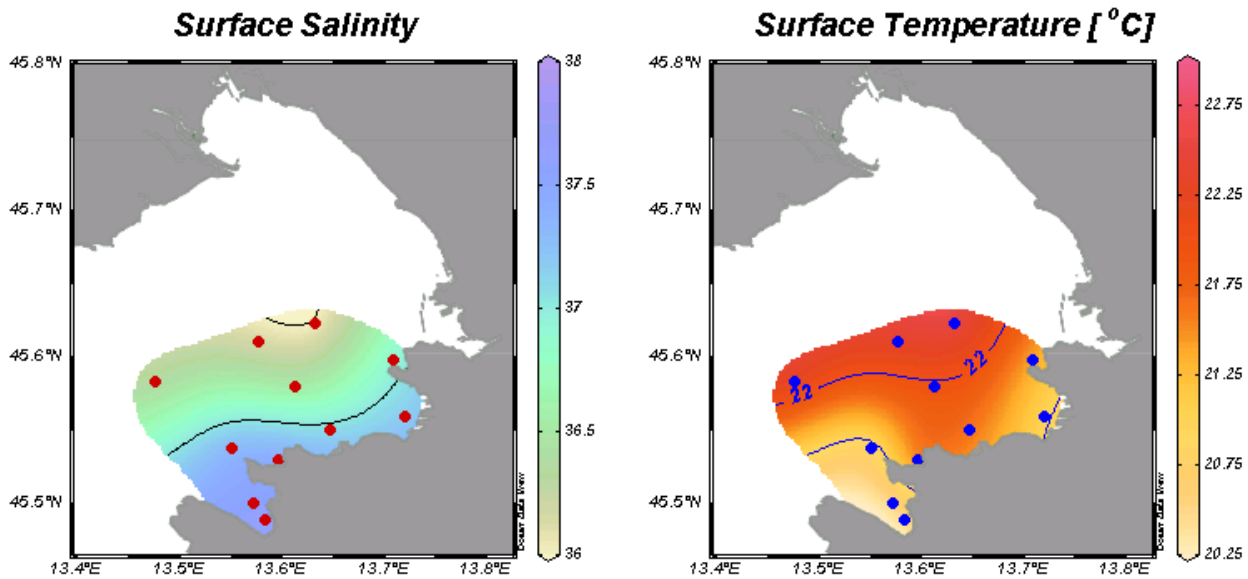 Surface Salinity
45.8°N
45.7°N
45.6°N
45.5°N
13.4°E 13.5°E 13.6°E 13.7°E 13.8°E
38
37.5
37
36.5
36
Ocean Data View
Surface Temperature [°C]
45.8°N
45.7°N
45.6°N
45.5°N
13.4°E 13.5°E 13.6°E 13.7°E 13.8°E
22
22
22.75
22.25
21.75
21.25
20.75
20.25
Ocean Data View